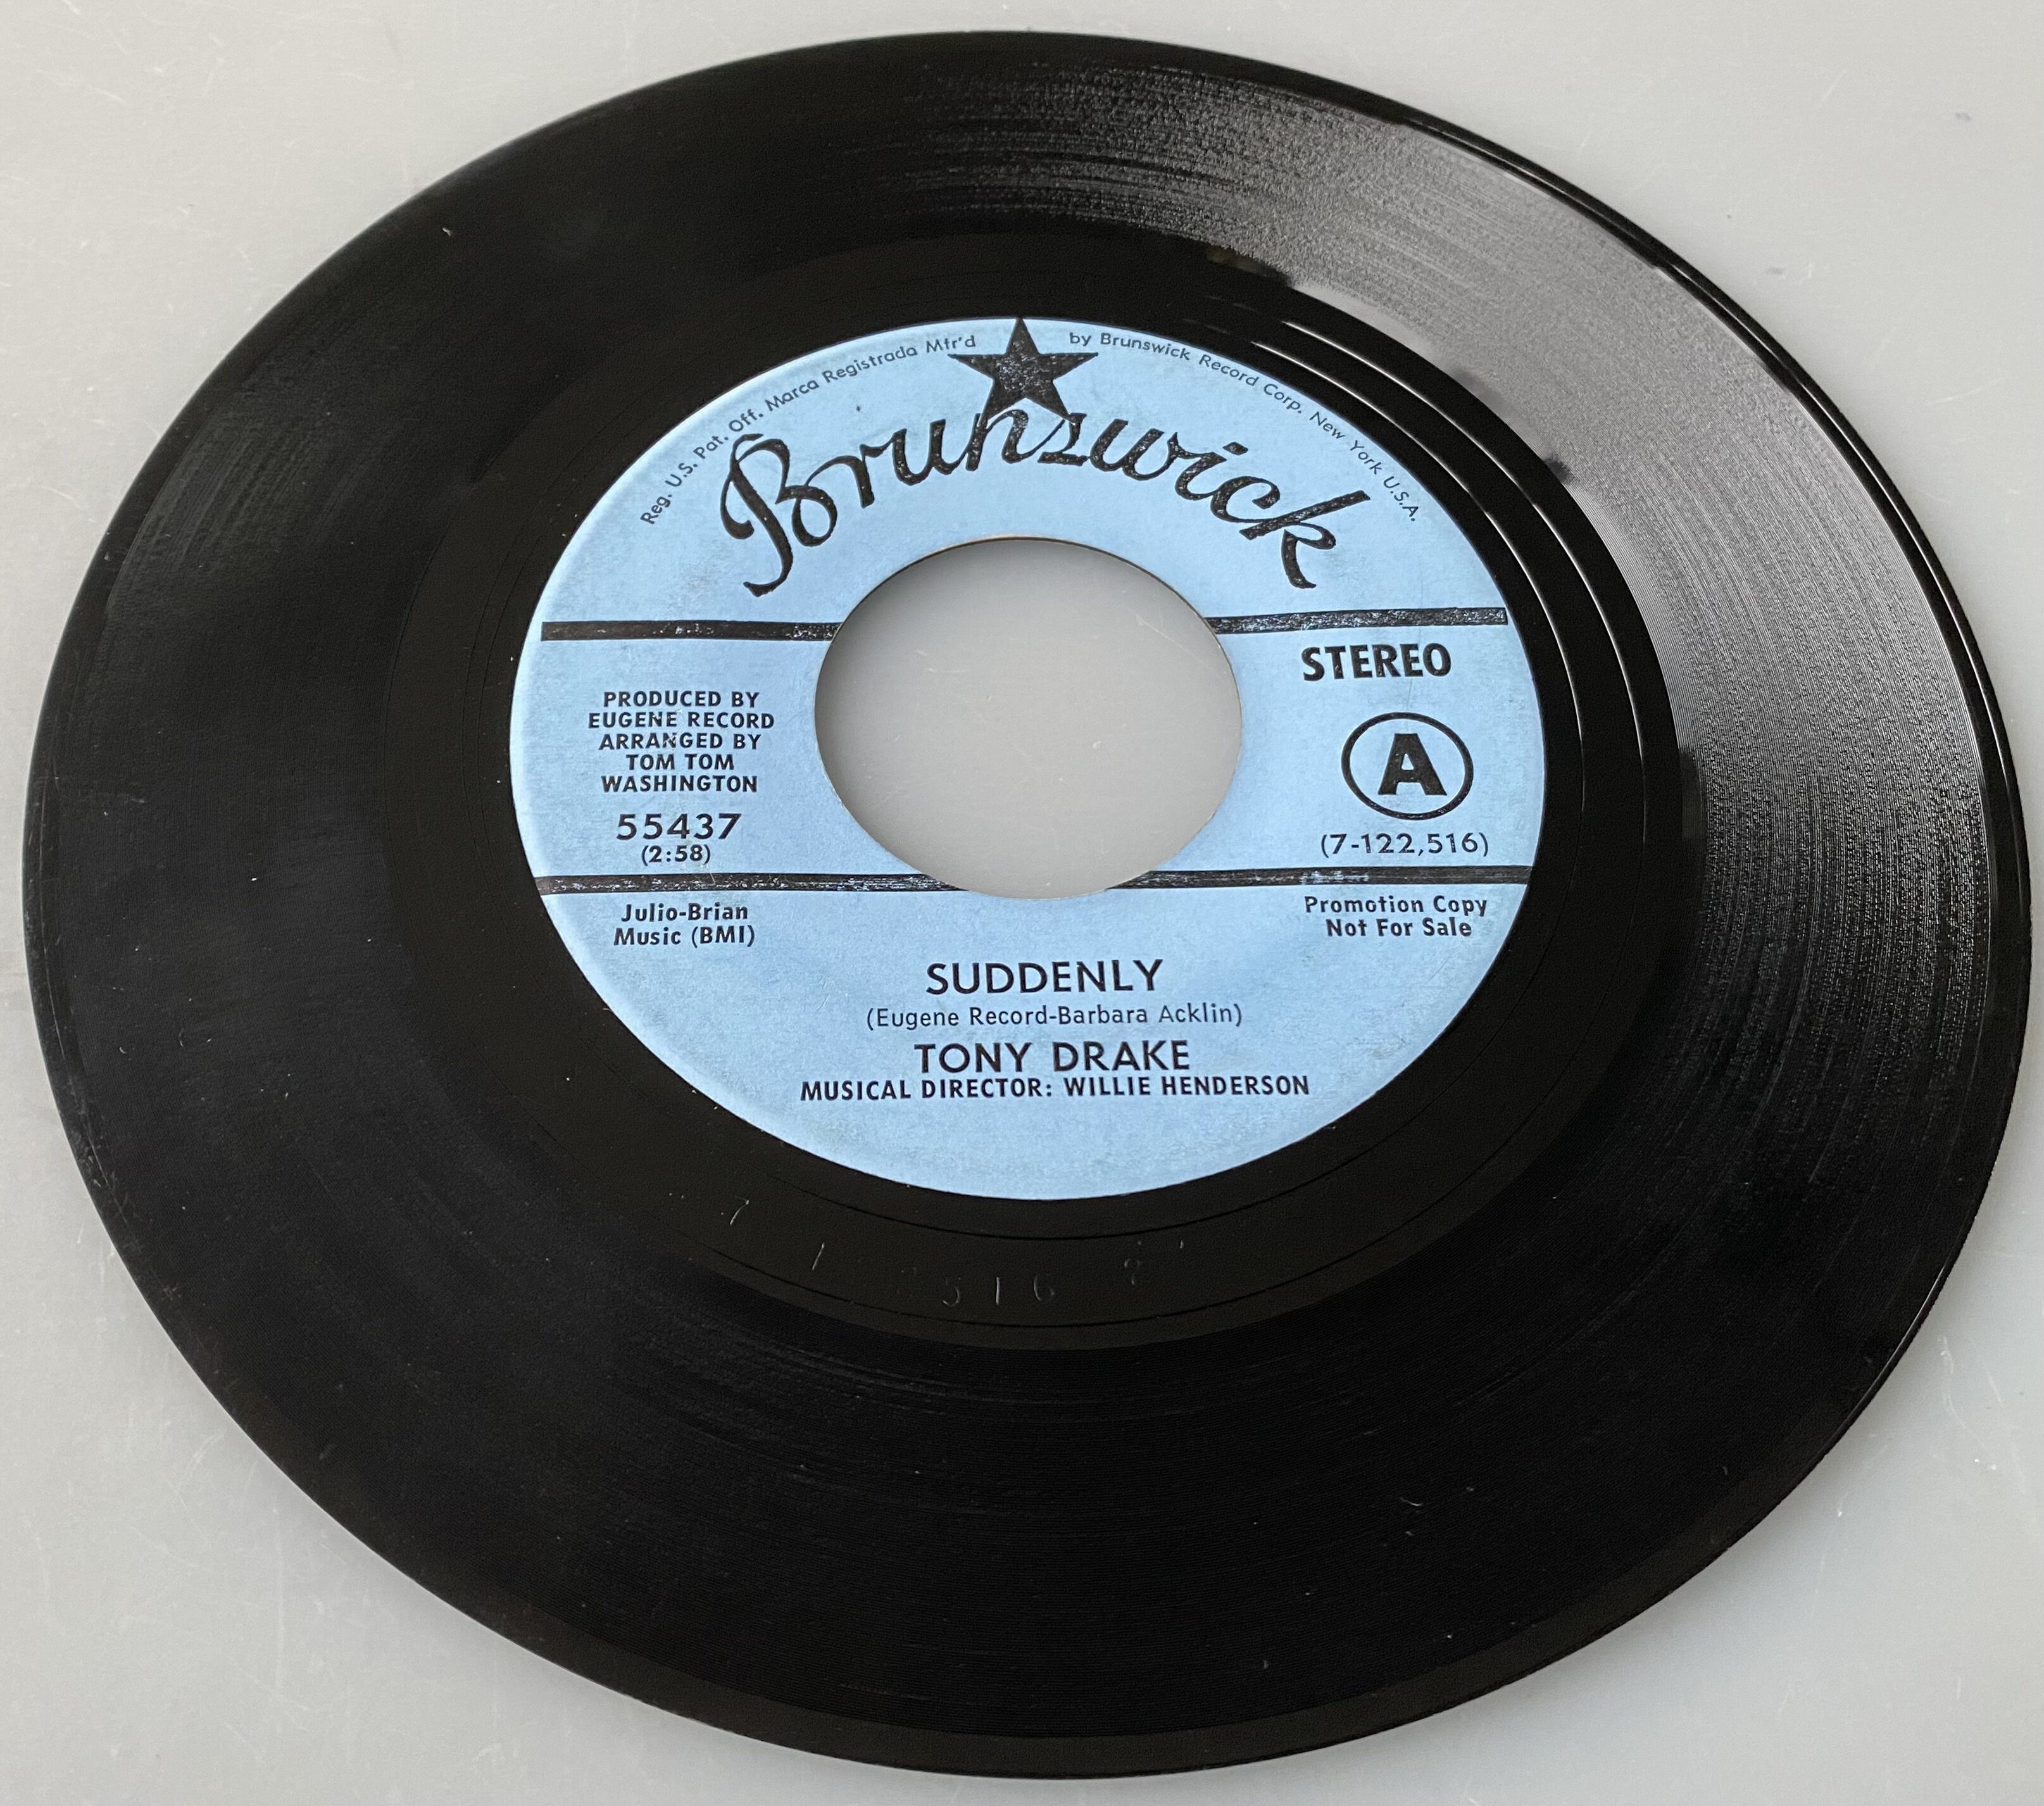 Reg. U.S. Pat. Off. Marca Registrada Mfr'd by Brunswick Record Corp. New York U.S.A.
Brunswick
STEREO
PRODUCED BY
EUGENE RECORD
ARRANGED BY
TOM TOM
WASHINGTON
55437
(2:58)
A
(7-122,516)
Julio-Brian
Music (BMI)
Promotion Copy
Not For Sale
SUDDENLY
(Eugene Record-Barbara Acklin)
TONY DRAKE
MUSICAL DIRECTOR: WILLIE HENDERSON